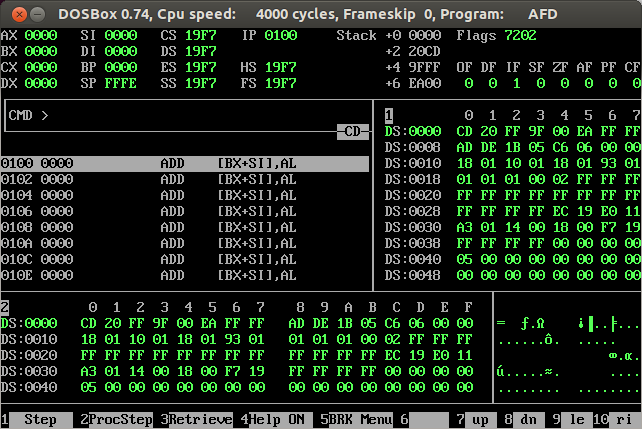 DOSBox 0.74, Cpu speed: 4000 cycles, Frameskip 0, Program: AFD
AX 0000 SI 0000 CS 19F7 IP 0100 Stack +0 0000 Flags 7202
BX 0000 DI 0000 DS 19F7 +2 20CD
CX 0000 BP 0000 ES 19F7 HS 19F7 +4 9FFF OF DF IF SF ZF AF PF CF
DX 0000 SP FFFE SS 19F7 FS 19F7 +6 EA00 0 0 1 0 0 0 0 0
CMD >
CD
0100 0000 ADD [BX+SI],AL
0102 0000 ADD [BX+SI],AL
0104 0000 ADD [BX+SI],AL
0106 0000 ADD [BX+SI],AL
0108 0000 ADD [BX+SI],AL
010A 0000 ADD [BX+SI],AL
010C 0000 ADD [BX+SI],AL
010E 0000 ADD [BX+SI],AL
1 0 1 2 3 4 5 6 7
DS:0000 CD 20 FF 9F 00 EA FF FF
DS:0008 AD DE 1B 05 C6 06 00 00
DS:0010 18 01 10 01 18 01 93 01
DS:0018 01 01 01 00 02 FF FF FF
DS:0020 FF FF FF FF FF FF FF FF
DS:0028 FF FF FF FF EC 19 E0 11
DS:0030 A3 01 14 00 18 00 F7 19
DS:0038 FF FF FF FF 00 00 00 00
DS:0040 05 00 00 00 00 00 00 00
DS:0048 00 00 00 00 00 00 00 00
2 0 1 2 3 4 5 6 7 8 9 A B C D E F
DS:0000 CD 20 FF 9F 00 EA FF FF AD DE 1B 05 C6 06 00 00 = ƒ.Ω ¡▐..╞.
DS:0010 18 01 10 01 18 01 93 01 01 01 01 00 02 FF FF FF ......ô. .....
DS:0020 FF FF FF FF FF FF FF FF FF FF FF FF EC 19 E0 11 ∞.α.
DS:0030 A3 01 14 00 18 00 F7 19 FF FF FF FF 00 00 00 00 ú.....≈. ....
DS:0040 05 00 00 00 00 00 00 00 00 00 00 00 00 00 00 00 ........ ........
1 Step 2 ProcStep 3 Retrieve 4 Help ON 5 BRK Menu 6 7 up 8 dn 9 le 10 ri